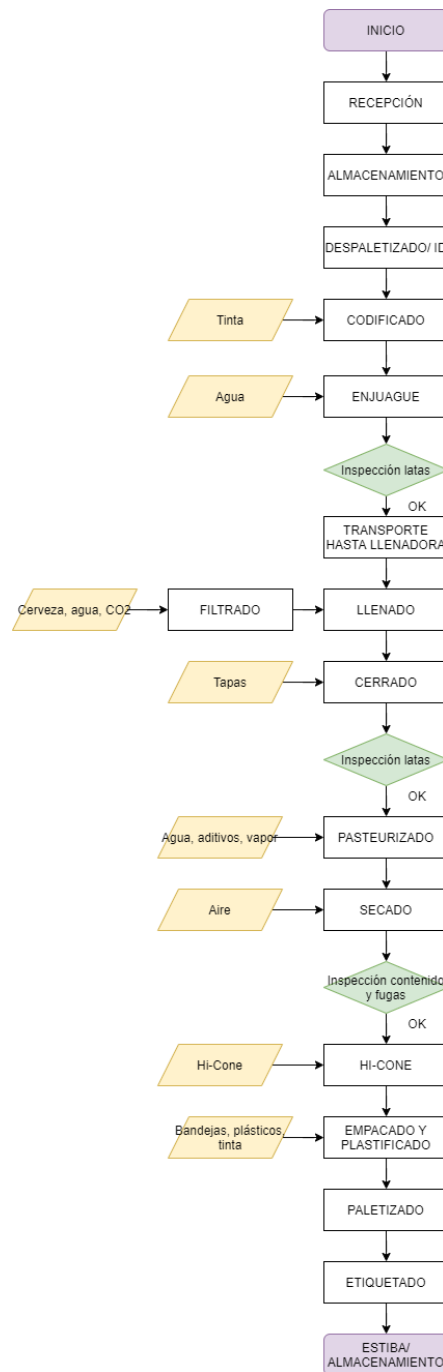 INICIO
RECEPCIÓN
ALMACENAMIENTO
DESPALETIZADO/ ID
Tinta
CODIFICADO
Agua
ENJUAGUE
Inspección latas
OK
TRANSPORTE
HASTA LLENADORA
Cerveza, agua, CO2
FILTRADO
LLENADO
Tapas
CERRADO
Inspección latas
OK
Agua, aditivos, vapor
PASTEURIZADO
Aire
SECADO
Inspección contenido
y fugas
OK
Hi-Cone
HI-CONE
Bandejas, plásticos,
tinta
EMPACADO Y
PLASTIFICADO
PALETIZADO
ETIQUETADO
ESTIBA/
ALMACENAMIENTO